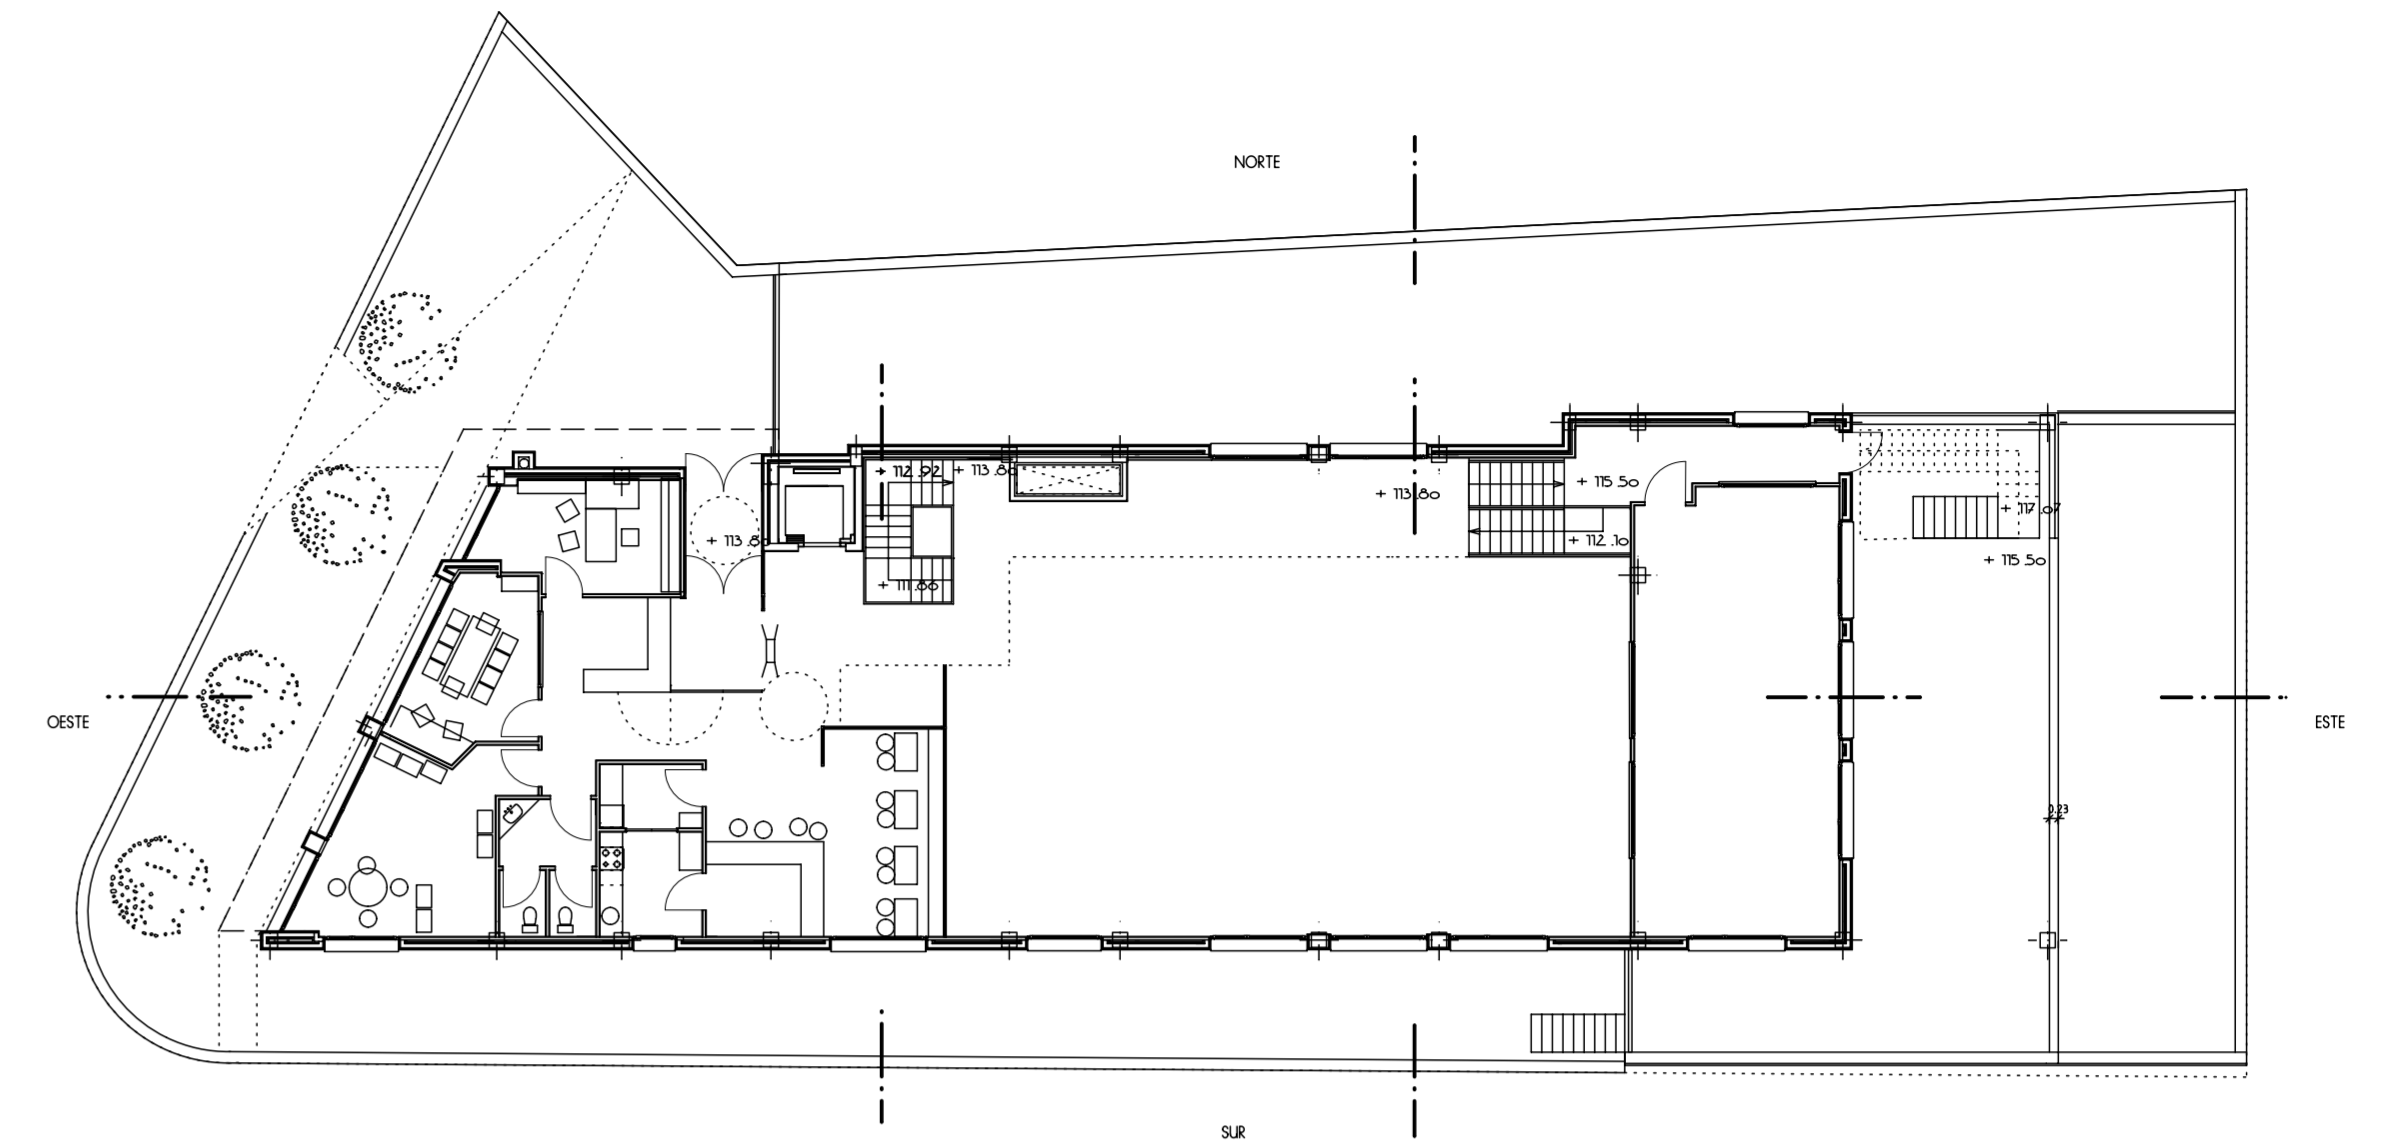 NORTE
+ 112.92
+ 113.80
+ 113.80
+ 115.50
+ 117.07
+ 113.8
+ 112.10
+ 115.50
+ 111.86
OESTE
ESTE
0.23
SUR